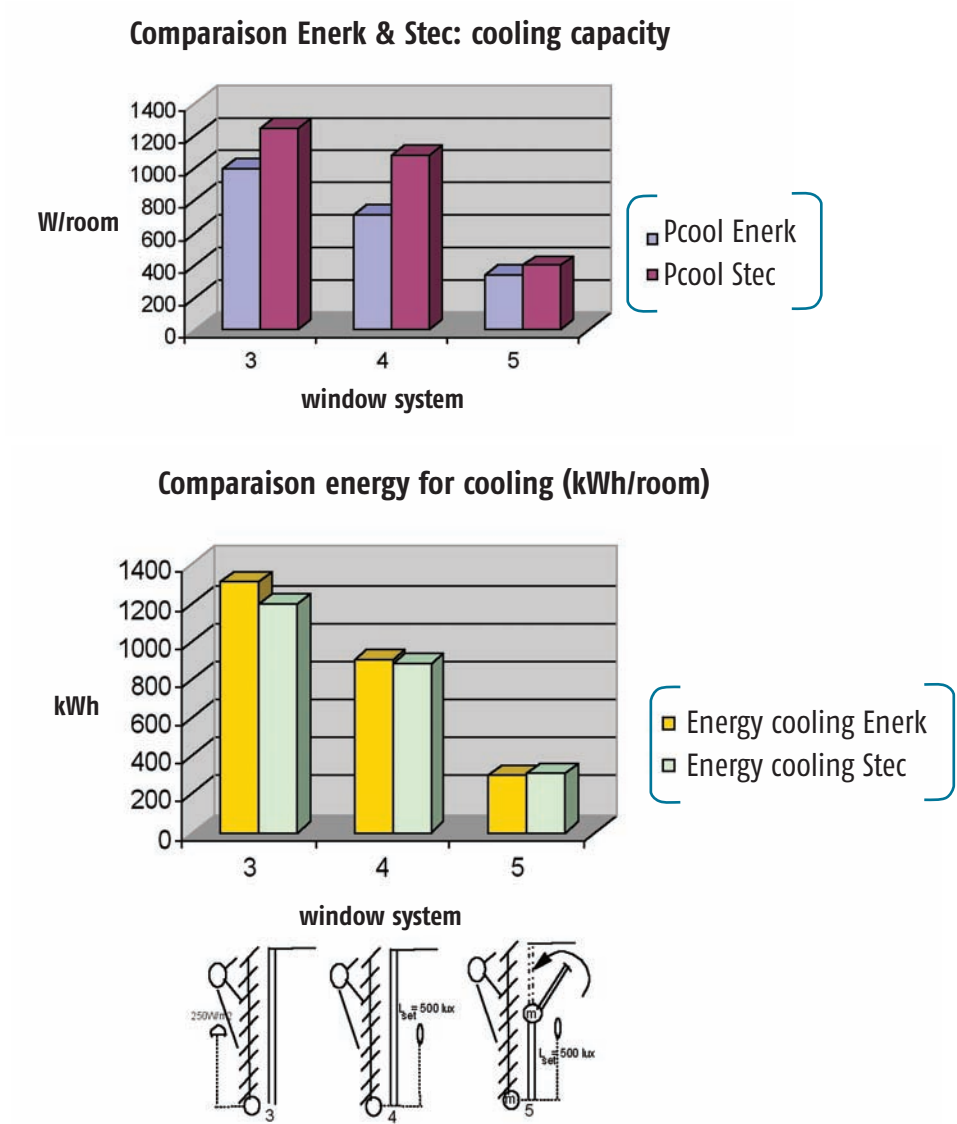 Comparaison Enerk & Stec: cooling capacity
1400
1200
1000
800
600
400
200
0
W/room
3 4 5
window system
Pcool Enerk
Pcool Stec
Comparaison energy for cooling (kWh/room)
1400
1200
1000
800
600
400
200
0
kWh
3 4 5
window system
Energy cooling Enerk
Energy cooling Stec
250W/m2
3
Lset = 500 lux
4
m
Lset = 500 lux
m
5